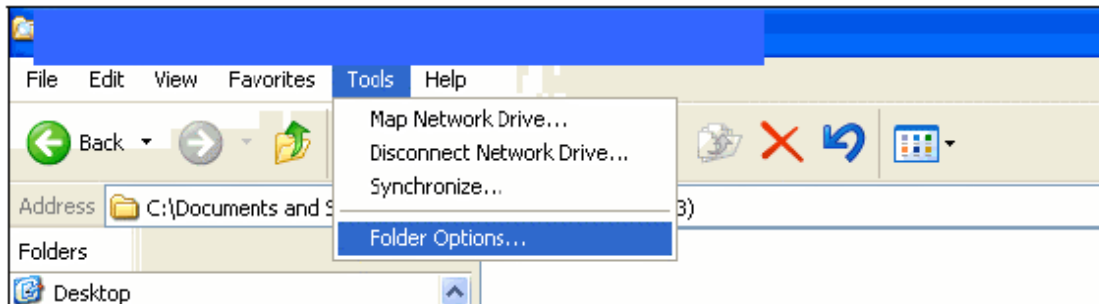 File Edit View Favorites Tools Help
Map Network Drive...
Disconnect Network Drive...
Synchronize...
Folder Options...
Back
Address C:\Documents and S 3)
Folders
Desktop